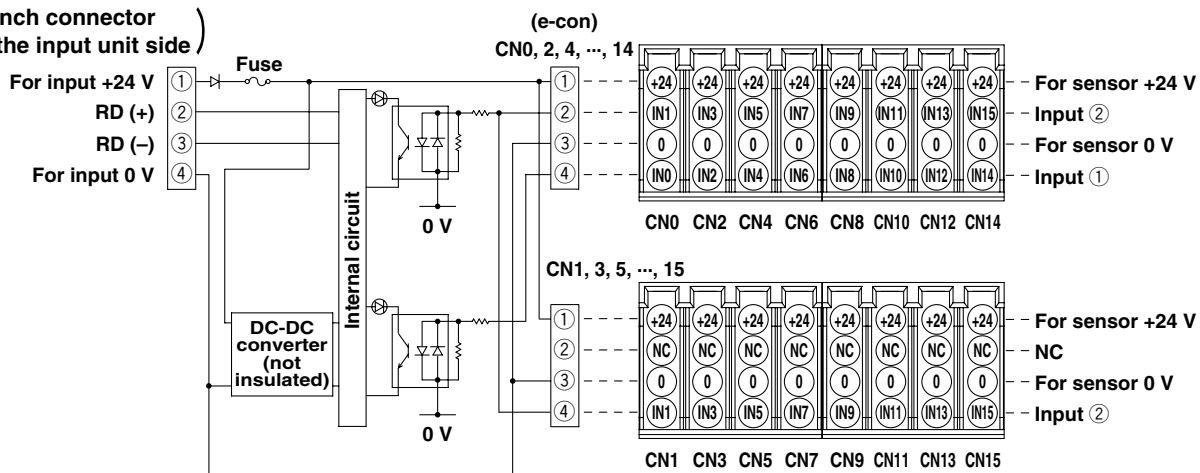 nch connector
the input unit side)
(e-con)
CN0, 2, 4, ···, 14
Fuse
For input +24 V ①
RD (+) ②
RD (–) ③
For input 0 V ④
① +24 +24 +24 +24 +24 +24 +24 +24 For sensor +24 V
② IN1 IN3 IN5 IN7 IN9 IN11 IN13 IN15 Input ②
③ 0 0 0 0 0 0 0 0 For sensor 0 V
④ IN0 IN2 IN4 IN6 IN8 IN10 IN12 IN14 Input ①
CN0 CN2 CN4 CN6 CN8 CN10 CN12 CN14
0 V
Internal circuit
CN1, 3, 5, ···, 15
DC-DC
converter
(not
insulated)
① +24 +24 +24 +24 +24 +24 +24 +24 For sensor +24 V
② NC NC NC NC NC NC NC NC NC
③ 0 0 0 0 0 0 0 0 For sensor 0 V
④ IN1 IN3 IN5 IN7 IN9 IN11 IN13 IN15 Input ②
0 V
CN1 CN3 CN5 CN7 CN9 CN11 CN13 CN15